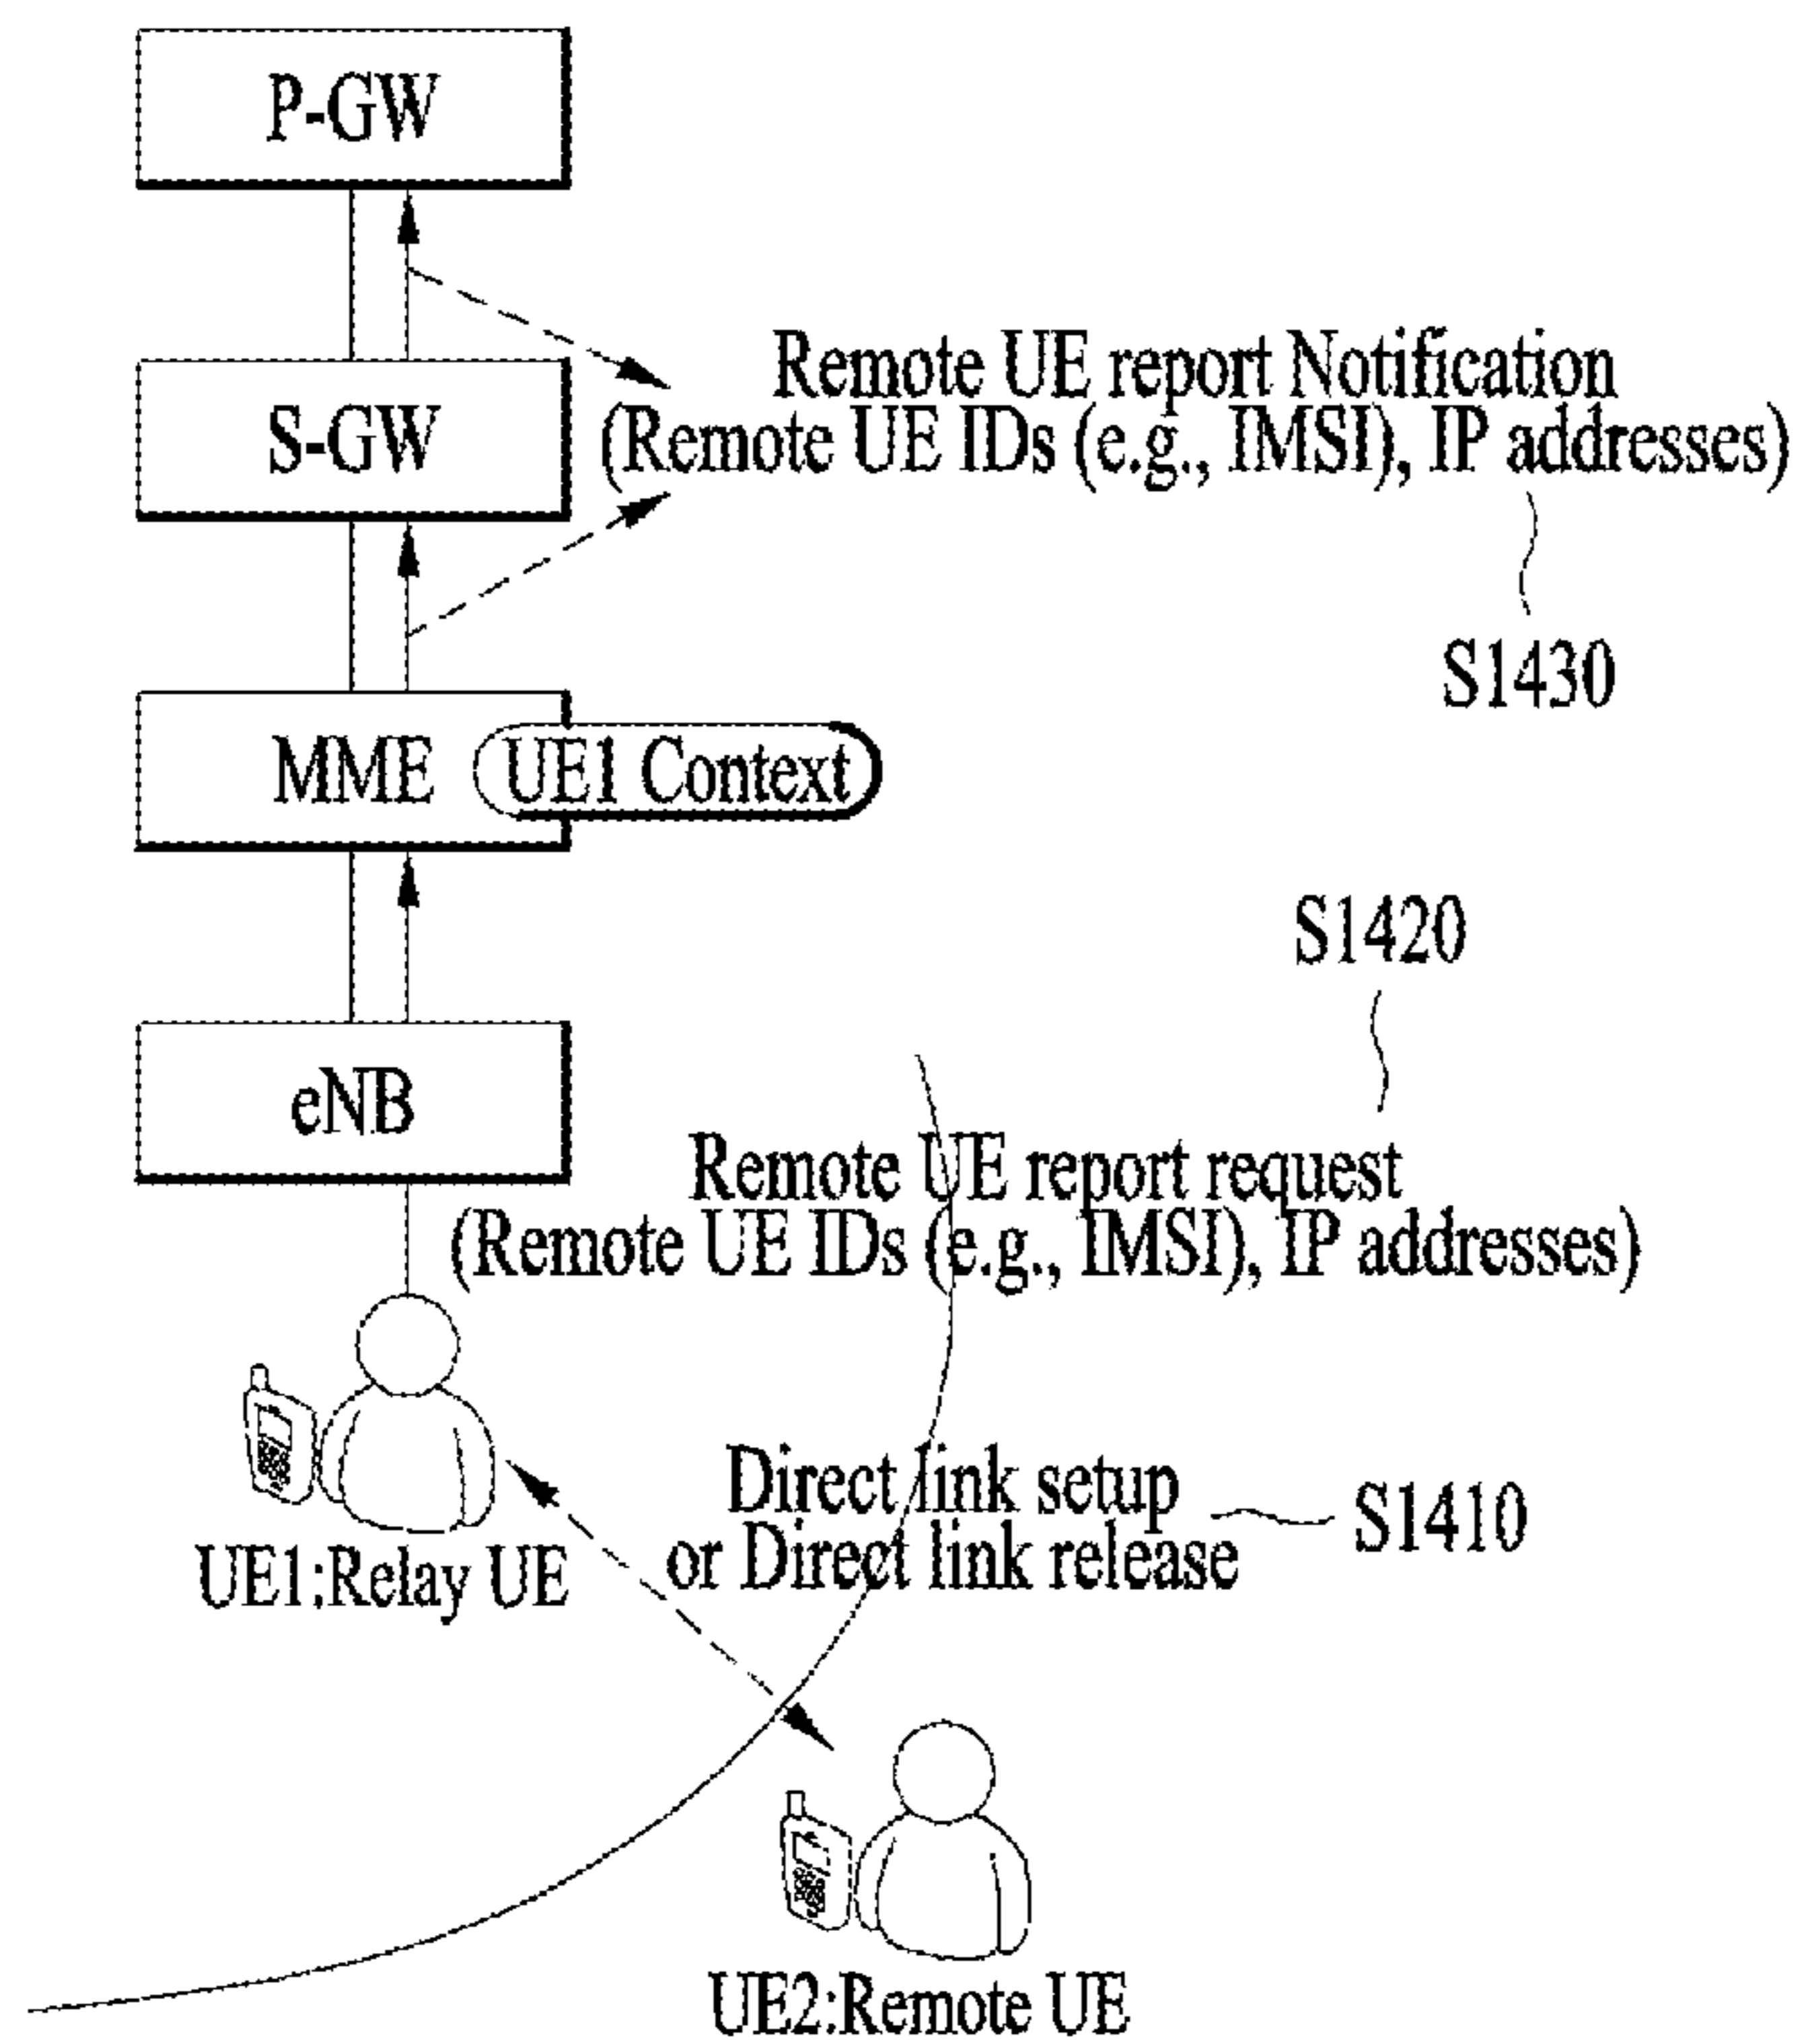 P-GW
Remote UE report Notification
S-GW
(Remote UE IDs (e.g., IMSI), IP addresses)
S1430
MME
UE1 Context
S1420
eNB
Remote UE report request
(Remote UE IDs (e.g., IMSI), IP addresses)
Direct link setup
or Direct link release
S1410
UE1:Relay UE
UE2:Remote UE